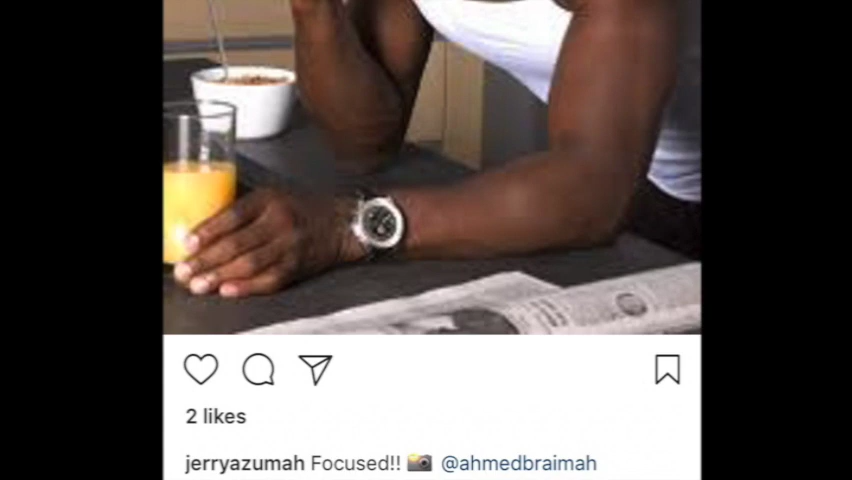 2 likes
jerryazumah Focused!! 📸 @ahmedbraimah